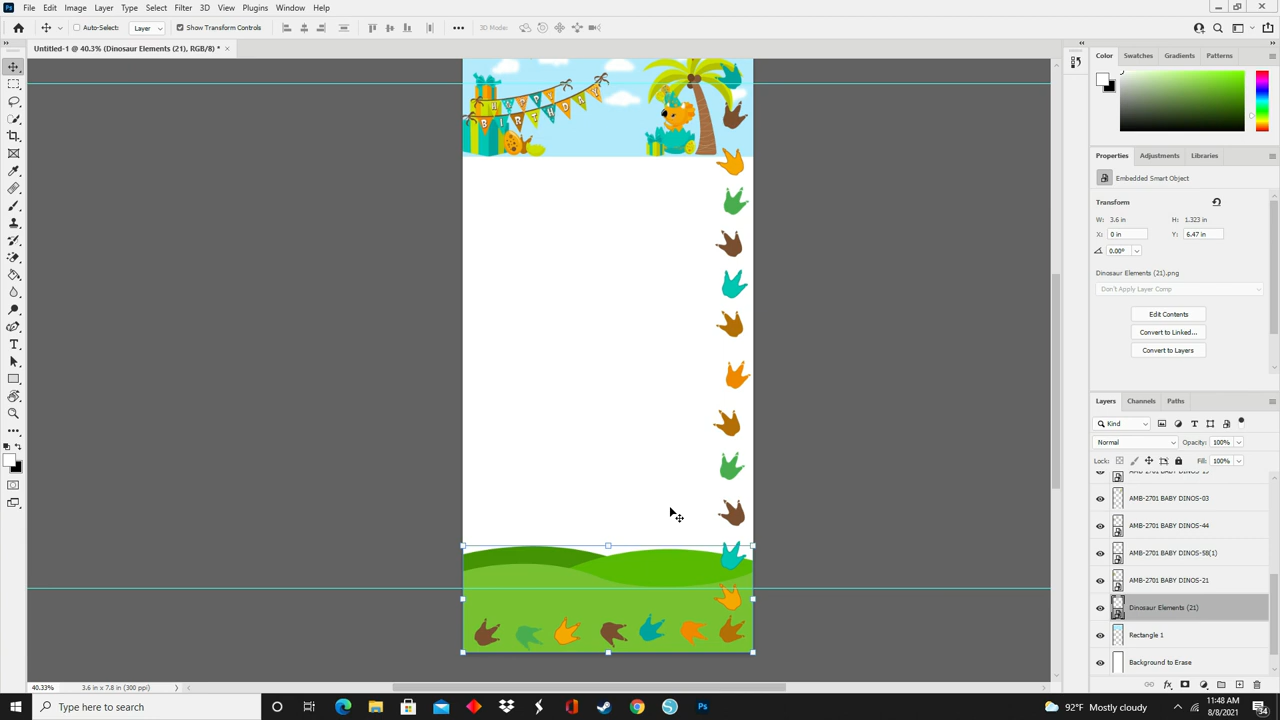 File Edit Image Layer Type Select Filter 3D View Plugins Window Help
Auto-Select: Layer Show Transform Controls 3D Mode:
Untitled-1 @ 40.3% (Dinosaur Elements (21), RGB/8) *
Color Swatches Gradients Patterns
HAPPY
BIRTHDAY
Properties Adjustments Libraries
Embedded Smart Object
Transform
W: 3.6 in H: 1.323 in
X: 0 in Y: 6.47 in
0.00°
Dinosaur Elements (21).png
Don't Apply Layer Comp
Edit Contents
Convert to Linked...
Convert to Layers
Layers Channels Paths
Kind
Normal Opacity: 100%
Lock: Fill: 100%
AMB-2701 BABY DINOS-03
AMB-2701 BABY DINOS-44
AMB-2701 BABY DINOS-58(1)
AMB-2701 BABY DINOS-21
Dinosaur Elements (21)
Rectangle 1
Background to Erase
40.33% 3.6 in x 7.8 in (300 ppi)
Type here to search
92°F Mostly cloudy
11:48 AM
8/8/2021